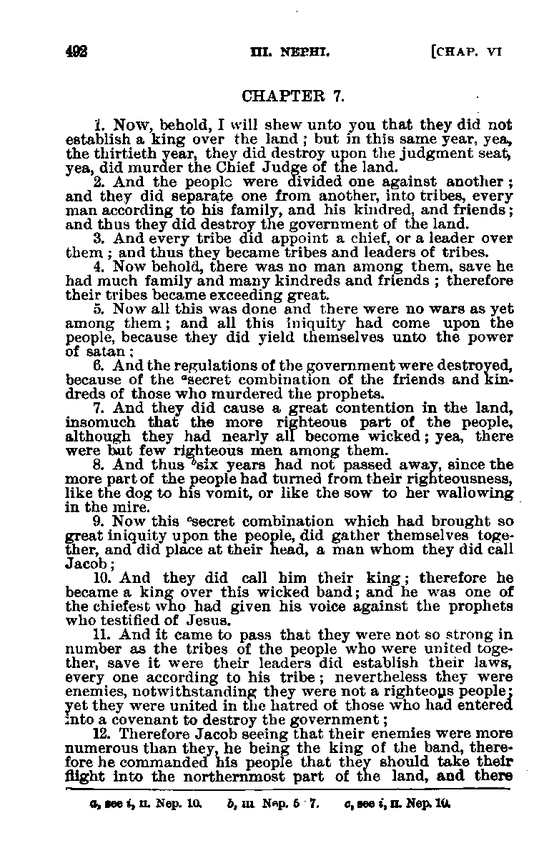 492 III. NEPHI. [CHAP. VI
CHAPTER 7.
1. Now, behold, I will shew unto you that they did not
establish a king over the land ; but in this same year, yea,
the thirtieth year, they did destroy upon the judgment seat,
yea, did murder the Chief Judge of the land.
2. And the people were divided one against another ;
and they did separate one from another, into tribes, every
man according to his family, and his kindred, and friends ;
and thus they did destroy the government of the land.
3. And every tribe did appoint a chief, or a leader over
them ; and thus they became tribes and leaders of tribes.
4. Now behold, there was no man among them, save he
had much family and many kindreds and friends ; therefore
their tribes became exceeding great.
5. Now all this was done and there were no wars as yet
among them ; and all this iniquity had come upon the
people, because they did yield themselves unto the power
of satan :
6. And the regulations of the government were destroyed,
because of the ᵃsecret combination of the friends and kin-
dreds of those who murdered the prophets.
7. And they did cause a great contention in the land,
insomuch that the more righteous part of the people,
although they had nearly all become wicked ; yea, there
were but few righteous men among them.
8. And thus ᵇsix years had not passed away, since the
more part of the people had turned from their righteousness,
like the dog to his vomit, or like the sow to her wallowing
in the mire.
9. Now this ᶜsecret combination which had brought so
great iniquity upon the people, did gather themselves toge-
ther, and did place at their head, a man whom they did call
Jacob ;
10. And they did call him their king ; therefore he
became a king over this wicked band ; and he was one of
the chiefest who had given his voice against the prophets
who testified of Jesus.
11. And it came to pass that they were not so strong in
number as the tribes of the people who were united toge-
ther, save it were their leaders did establish their laws,
every one according to his tribe ; nevertheless they were
enemies, notwithstanding they were not a righteous people ;
yet they were united in the hatred of those who had entered
into a covenant to destroy the government ;
12. Therefore Jacob seeing that their enemies were more
numerous than they, he being the king of the band, there-
fore he commanded his people that they should take their
flight into the northernmost part of the land, and there
a, see i, II. Nep. 10. b, III Nep. 6 7. c, see i, II. Nep. 10.